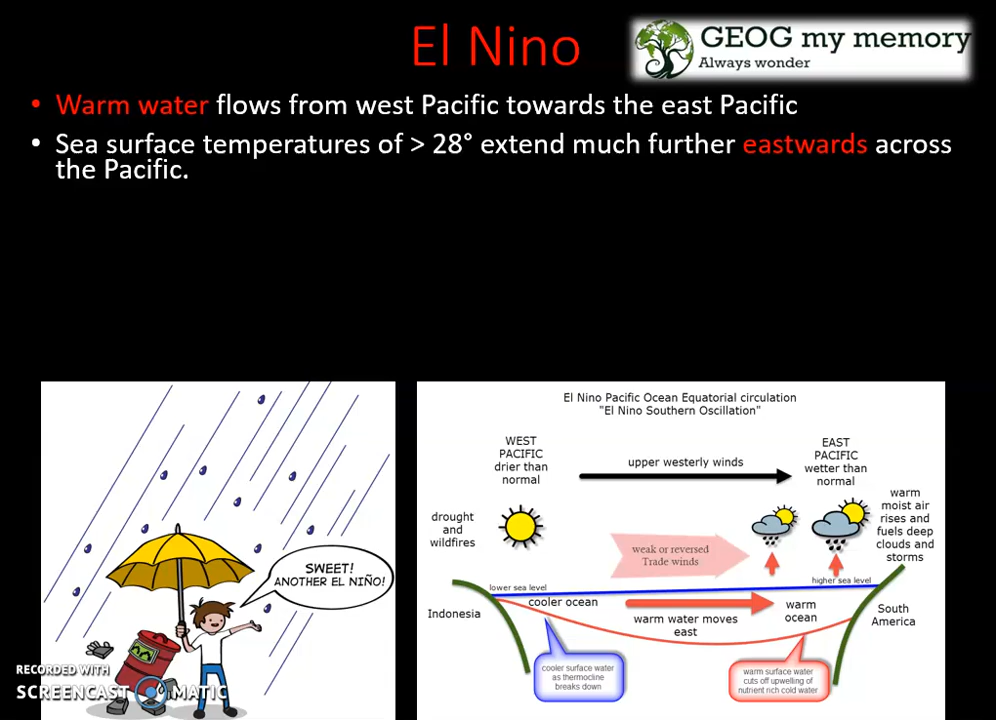 El Nino
GEOG my memory
Always wonder
• Warm water flows from west Pacific towards the east Pacific
• Sea surface temperatures of > 28° extend much further eastwards across
the Pacific.
SWEET!
ANOTHER EL NIÑO!
RECORDED WITH
SCREENCAST MATIC
El Nino Pacific Ocean Equatorial circulation
"El Nino Southern Oscillation"
WEST
PACIFIC
drier than
normal
upper westerly winds
EAST
PACIFIC
wetter than
normal
drought
and
wildfires
warm
moist air
rises and
fuels deep
clouds and
storms
weak or reversed
Trade winds
lower sea level
higher sea level
Indonesia
cooler ocean
warm water moves
east
warm
ocean
South
America
cooler surface water
as thermocline
breaks down
warm surface water
cuts off upwelling of
nutrient rich cold water